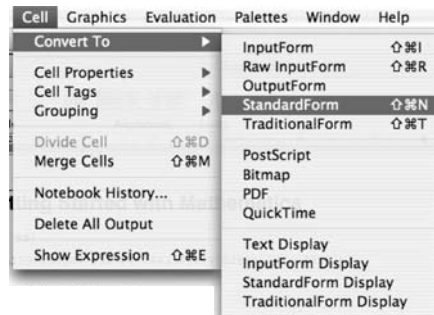 Cell Graphics Evaluation Palettes Window Help
Convert To ▶
Cell Properties ▶
Cell Tags ▶
Grouping ▶
Divide Cell ⇧⌘D
Merge Cells ⇧⌘M
Notebook History...
Delete All Output
Show Expression ⇧⌘E
InputForm ⇧⌘I
Raw InputForm ⇧⌘R
OutputForm
StandardForm ⇧⌘N
TraditionalForm ⇧⌘T
PostScript
Bitmap
PDF
QuickTime
Text Display
InputForm Display
StandardForm Display
TraditionalForm Display